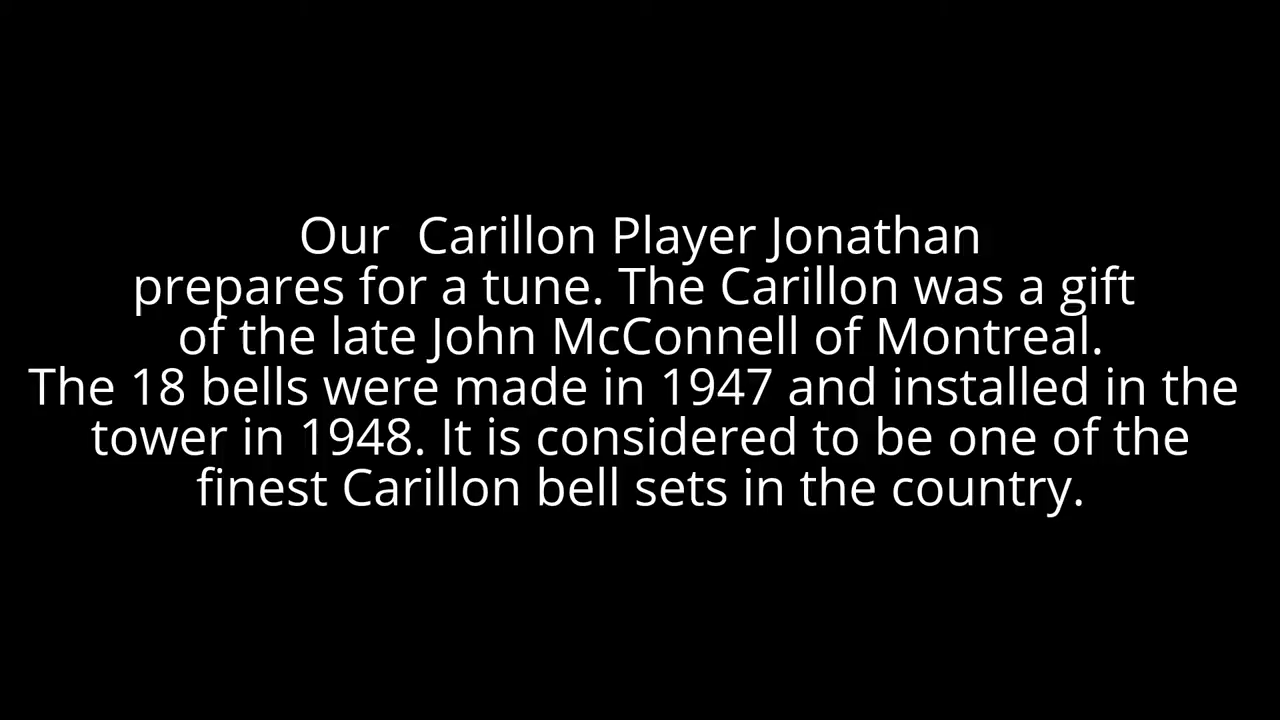 Our  Carillon Player Jonathan
prepares for a tune. The Carillon was a gift
of the late John McConnell of Montreal.
The 18 bells were made in 1947 and installed in the
tower in 1948. It is considered to be one of the
finest Carillon bell sets in the country.